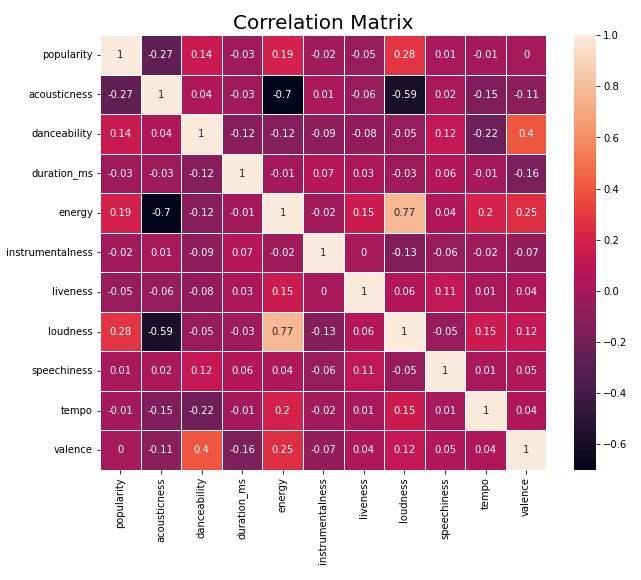 Correlation Matrix
popularity 1 -0.27 0.14 -0.03 0.19 -0.02 -0.05 0.28 0.01 -0.01 0
acousticness -0.27 1 0.04 -0.03 -0.7 0.01 -0.06 -0.59 0.02 -0.15 -0.11
danceability 0.14 0.04 1 -0.12 -0.12 -0.09 -0.08 -0.05 0.12 -0.22 0.4
duration_ms -0.03 -0.03 -0.12 1 -0.01 0.07 0.03 -0.03 0.06 -0.01 -0.16
energy 0.19 -0.7 -0.12 -0.01 1 -0.02 0.15 0.77 0.04 0.2 0.25
instrumentalness -0.02 0.01 -0.09 0.07 -0.02 1 0 -0.13 -0.06 -0.02 -0.07
liveness -0.05 -0.06 -0.08 0.03 0.15 0 1 0.06 0.11 0.01 0.04
loudness 0.28 -0.59 -0.05 -0.03 0.77 -0.13 0.06 1 -0.05 0.15 0.12
speechiness 0.01 0.02 0.12 0.06 0.04 -0.06 0.11 -0.05 1 0.01 0.05
tempo -0.01 -0.15 -0.22 -0.01 0.2 -0.02 0.01 0.15 0.01 1 0.04
valence 0 -0.11 0.4 -0.16 0.25 -0.07 0.04 0.12 0.05 0.04 1
popularity
acousticness
danceability
duration_ms
energy
instrumentalness
liveness
loudness
speechiness
tempo
valence
1.0
0.8
0.6
0.4
0.2
0.0
−0.2
−0.4
−0.6